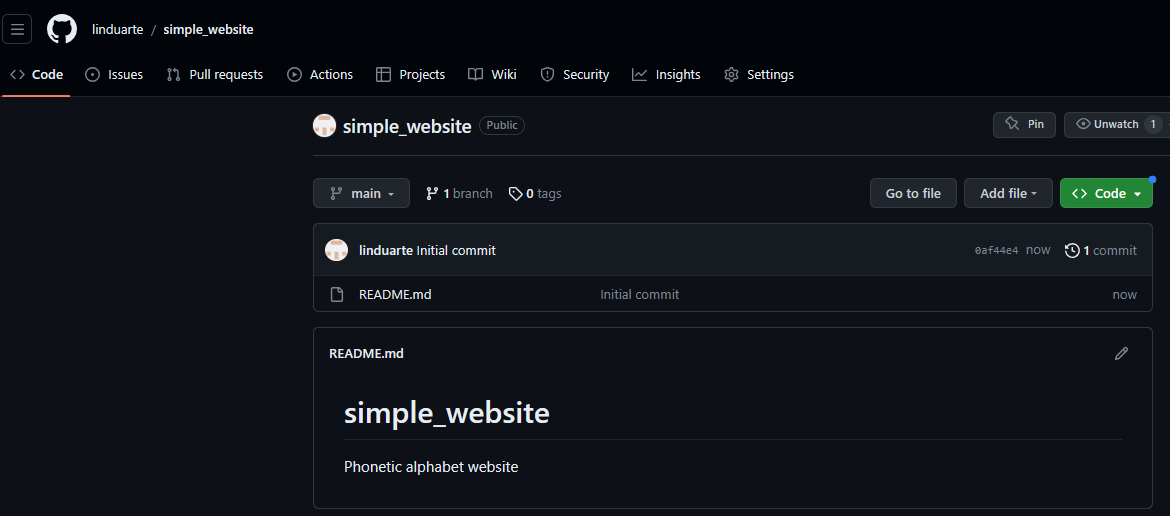 linduarte / simple_website
Code Issues Pull requests Actions Projects Wiki Security Insights Settings
simple_website Public Pin Unwatch 1
main 1 branch 0 tags Go to file Add file Code
linduarte Initial commit 0af44e4 now 1 commit
README.md Initial commit now
README.md
simple_website
Phonetic alphabet website